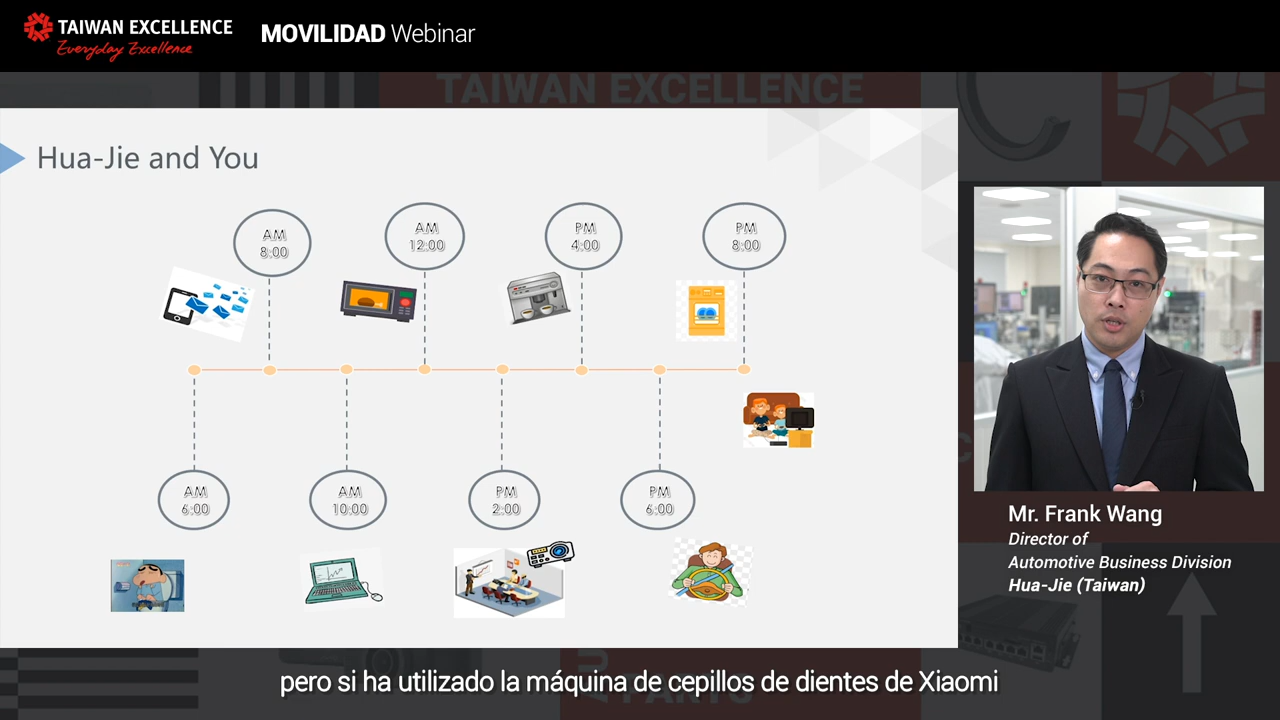 TAIWAN EXCELLENCE
Everyday Excellence
MOVILIDAD Webinar
TAIWAN EXCELLENCE
Hua-Jie and You
AM
8:00
AM
12:00
PM
4:00
PM
8:00
AM
6:00
AM
10:00
PM
2:00
PM
6:00
Mr. Frank Wang
Director of
Automotive Business Division
Hua-Jie (Taiwan)
PARTS
pero si ha utilizado la máquina de cepillos de dientes de Xiaomi